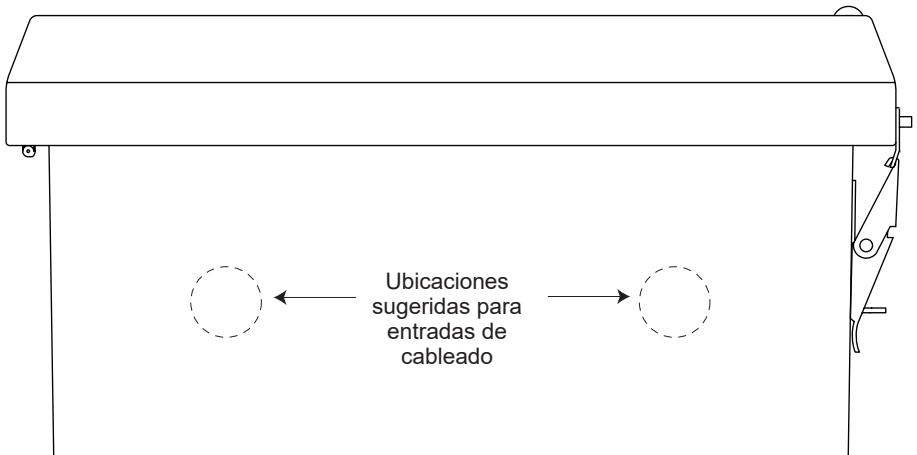 Ubicaciones
sugeridas para
entradas de
cableado